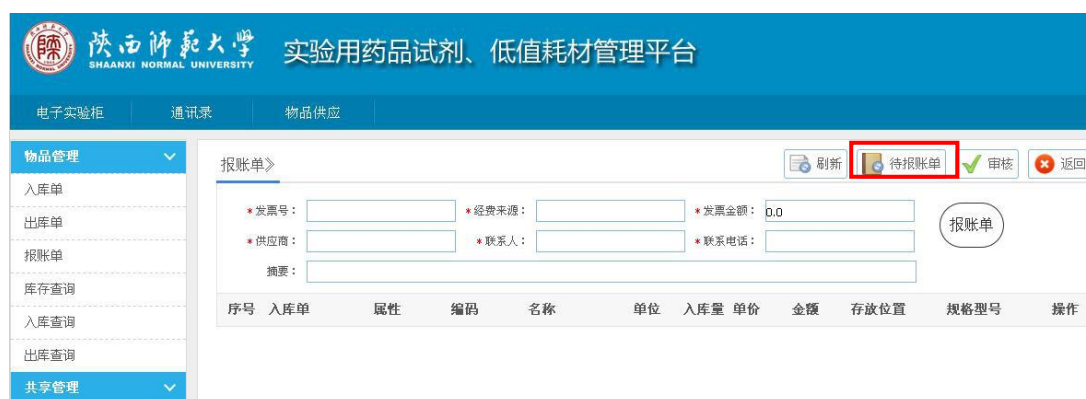 陕西师范大学
SHAANXI NORMAL UNIVERSITY
实验用药品试剂、低值耗材管理平台
电子实验柜 通讯录 物品供应
物品管理
入库单
出库单
报账单
库存查询
入库查询
出库查询
共享管理
报账单》 刷新 待报账单 审核 返回
*发票号： *经费来源： *发票金额： 0.0
*供应商： *联系人： *联系电话：
摘要：
报账单
序号 入库单 属性 编码 名称 单位 入库量 单价 金额 存放位置 规格型号 操作